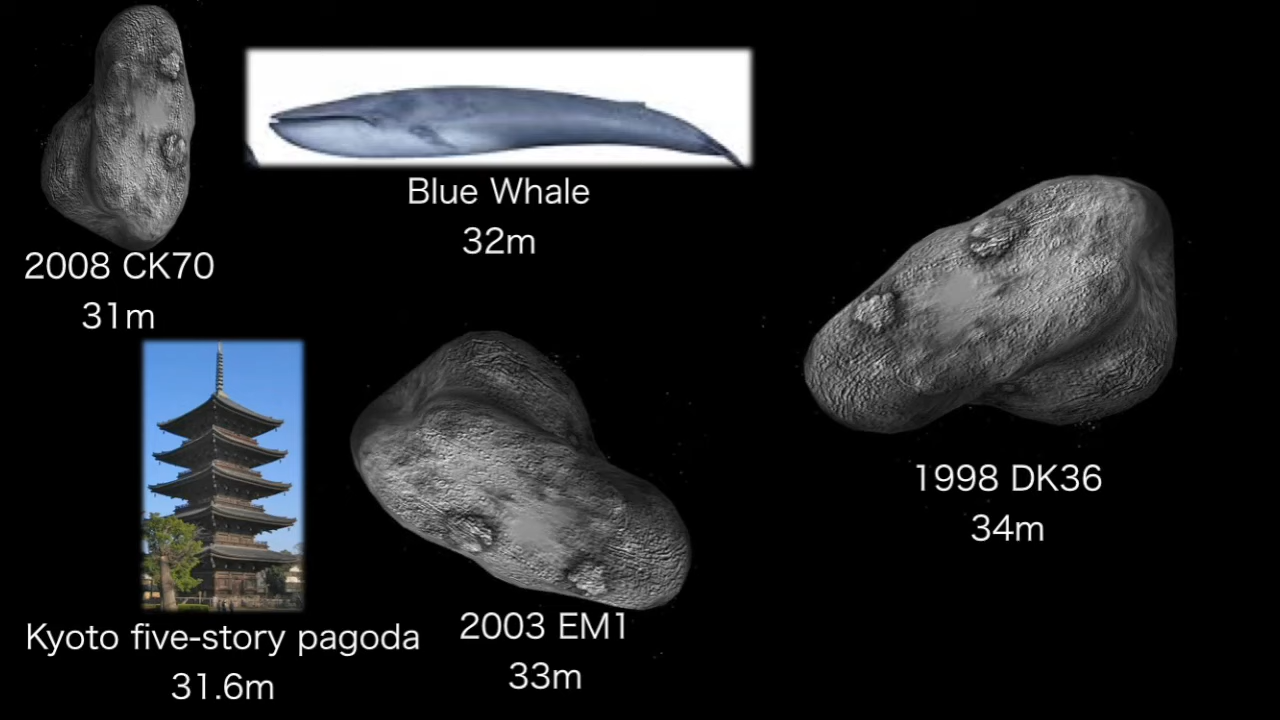 2008 CK70
31m
Blue Whale
32m
Kyoto five-story pagoda
31.6m
2003 EM1
33m
1998 DK36
34m